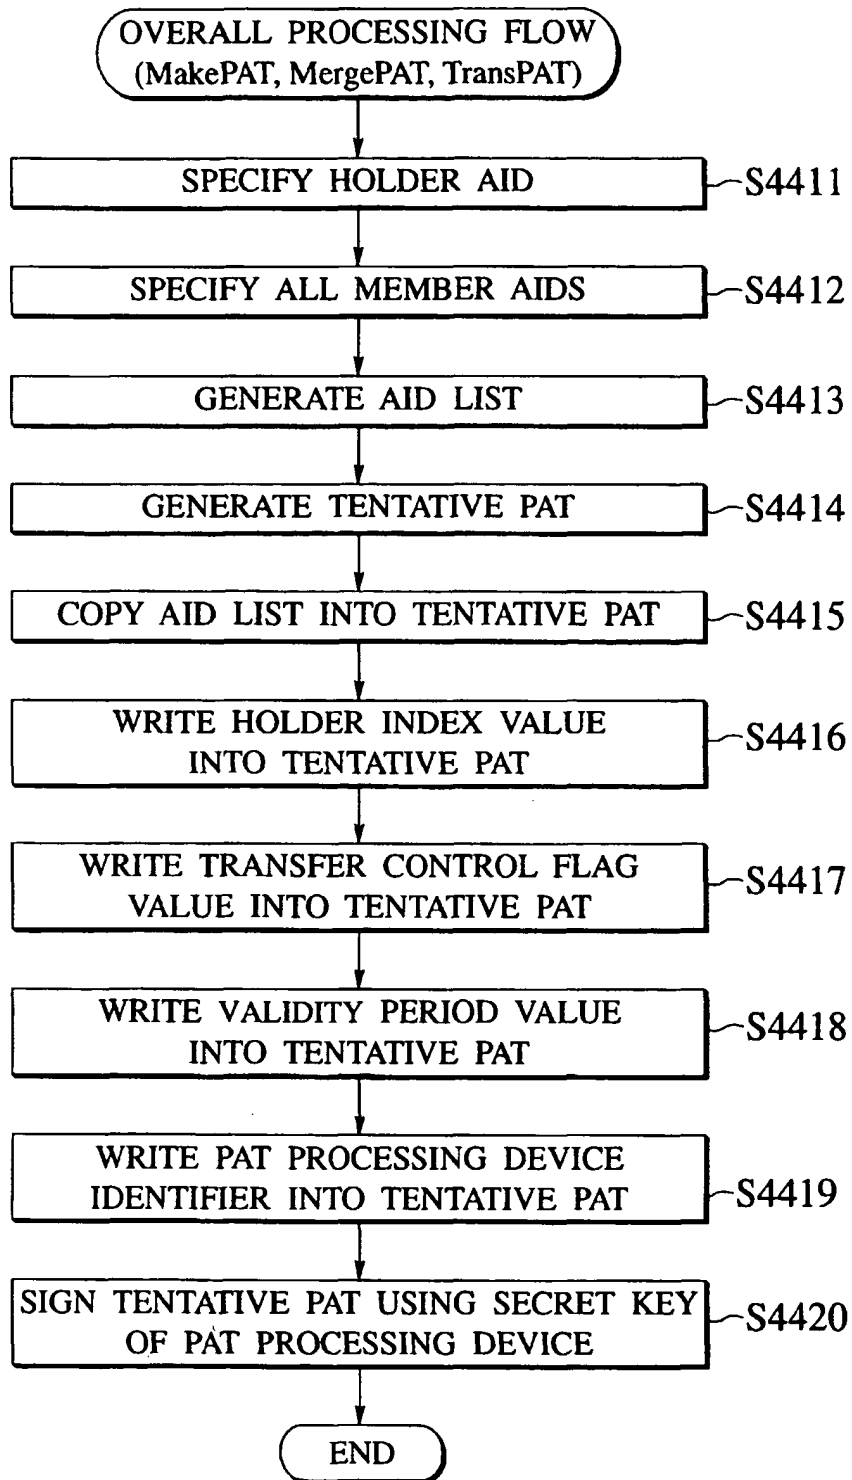 OVERALL PROCESSING FLOW
(MakePAT, MergePAT, TransPAT)
SPECIFY HOLDER AID
S4411
SPECIFY ALL MEMBER AIDS
S4412
GENERATE AID LIST
S4413
GENERATE TENTATIVE PAT
S4414
COPY AID LIST INTO TENTATIVE PAT
S4415
WRITE HOLDER INDEX VALUE
INTO TENTATIVE PAT
S4416
WRITE TRANSFER CONTROL FLAG
VALUE INTO TENTATIVE PAT
S4417
WRITE VALIDITY PERIOD VALUE
INTO TENTATIVE PAT
S4418
WRITE PAT PROCESSING DEVICE
IDENTIFIER INTO TENTATIVE PAT
S4419
SIGN TENTATIVE PAT USING SECRET KEY
OF PAT PROCESSING DEVICE
S4420
END